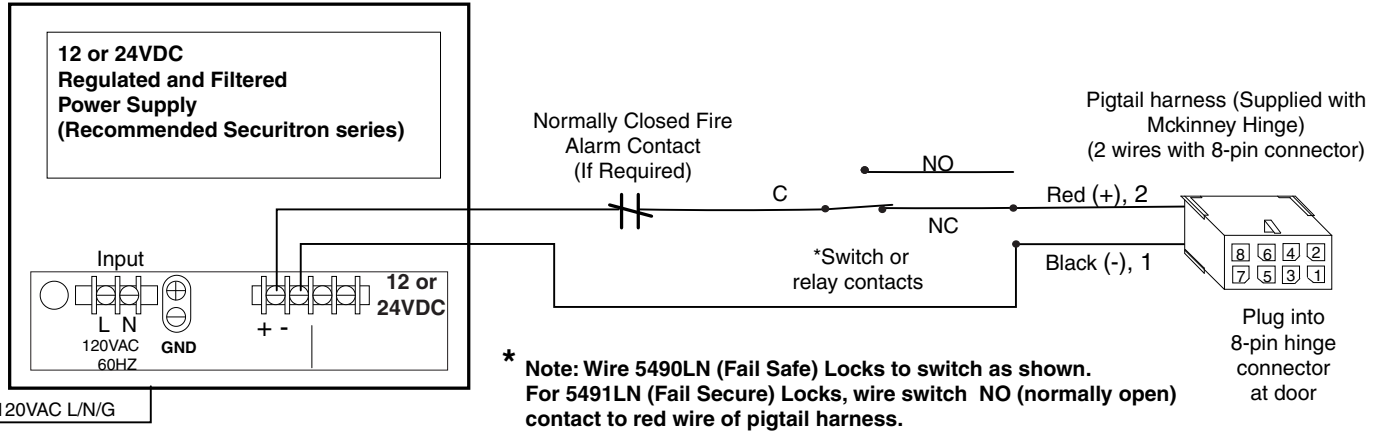 12 or 24VDC
Regulated and Filtered
Power Supply
(Recommended Securitron series)
Normally Closed Fire
Alarm Contact
(If Required)
Pigtail harness (Supplied with
Mckinney Hinge)
(2 wires with 8-pin connector)
NO
C
NC
Red (+), 2
Black (-), 1
*Switch or
relay contacts
8 6 4 2
7 5 3 1
Plug into
8-pin hinge
connector
at door
Input
L N
120VAC
60HZ
GND
+ -
12 or
24VDC
120VAC L/N/G
* Note: Wire 5490LN (Fail Safe) Locks to switch as shown.
For 5491LN (Fail Secure) Locks, wire switch NO (normally open)
contact to red wire of pigtail harness.